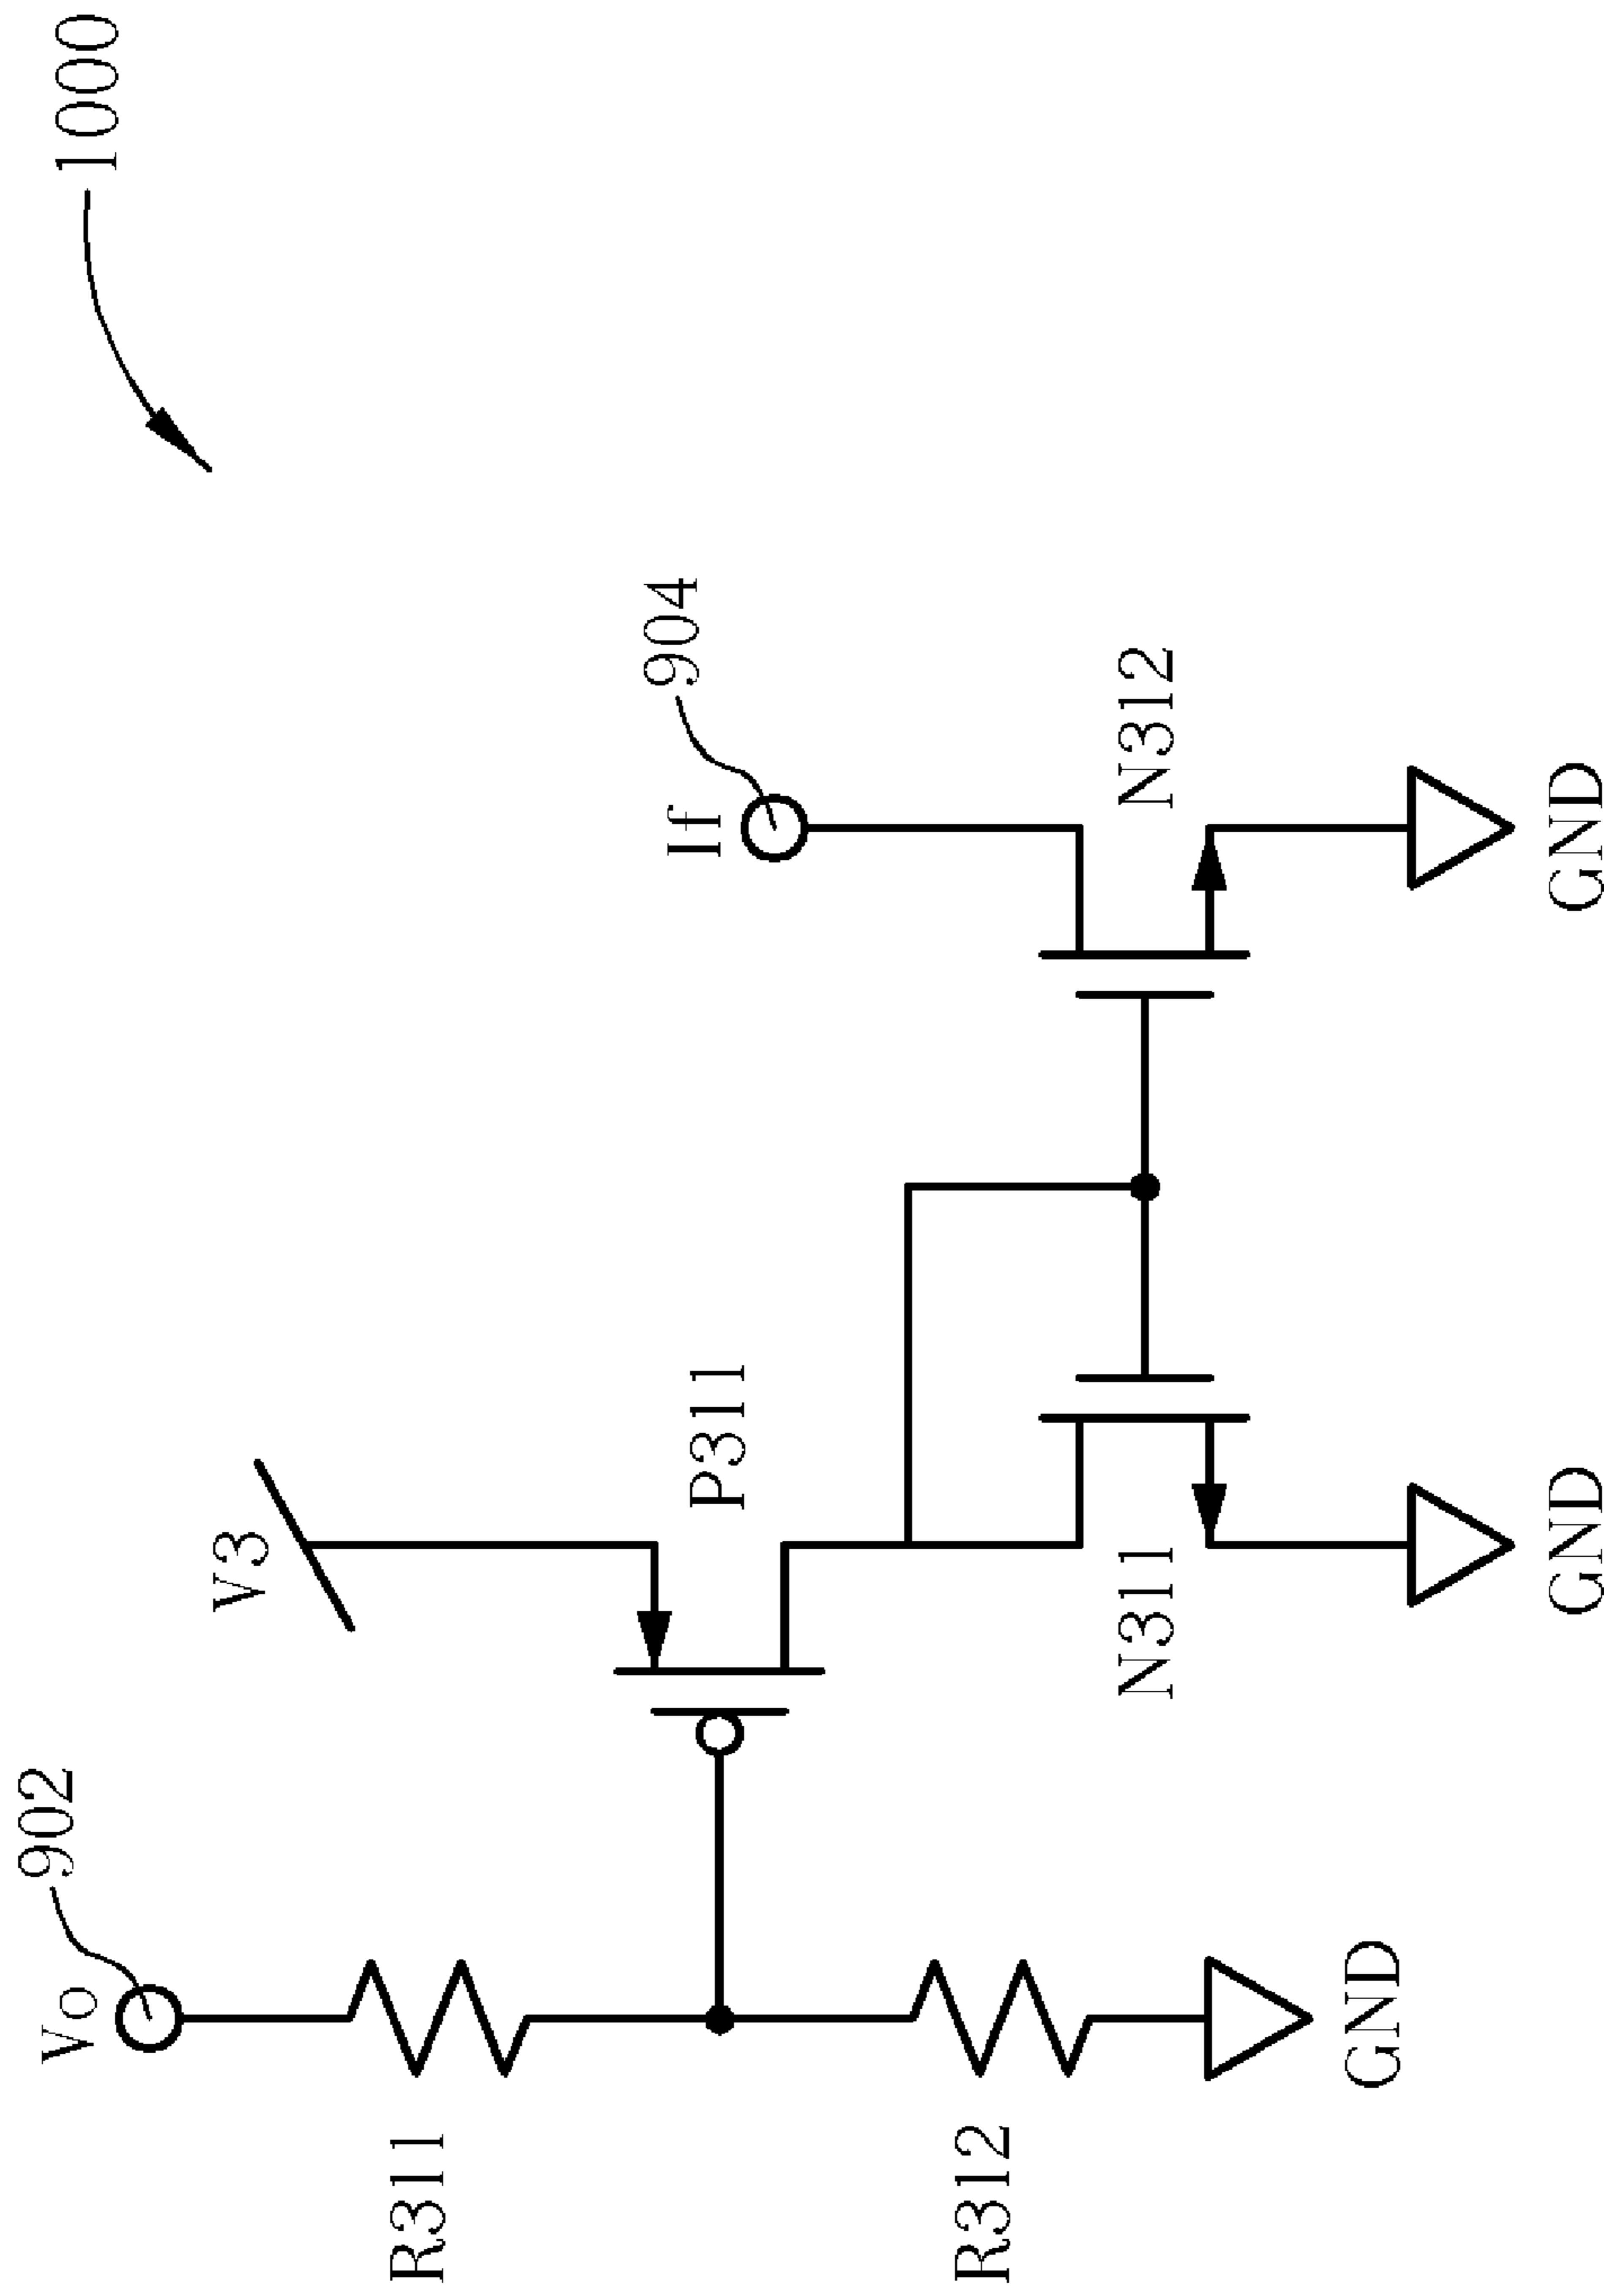 1000
Vo
902
V3
If
904
R311
P311
R312
N311
N312
GND
GND
GND